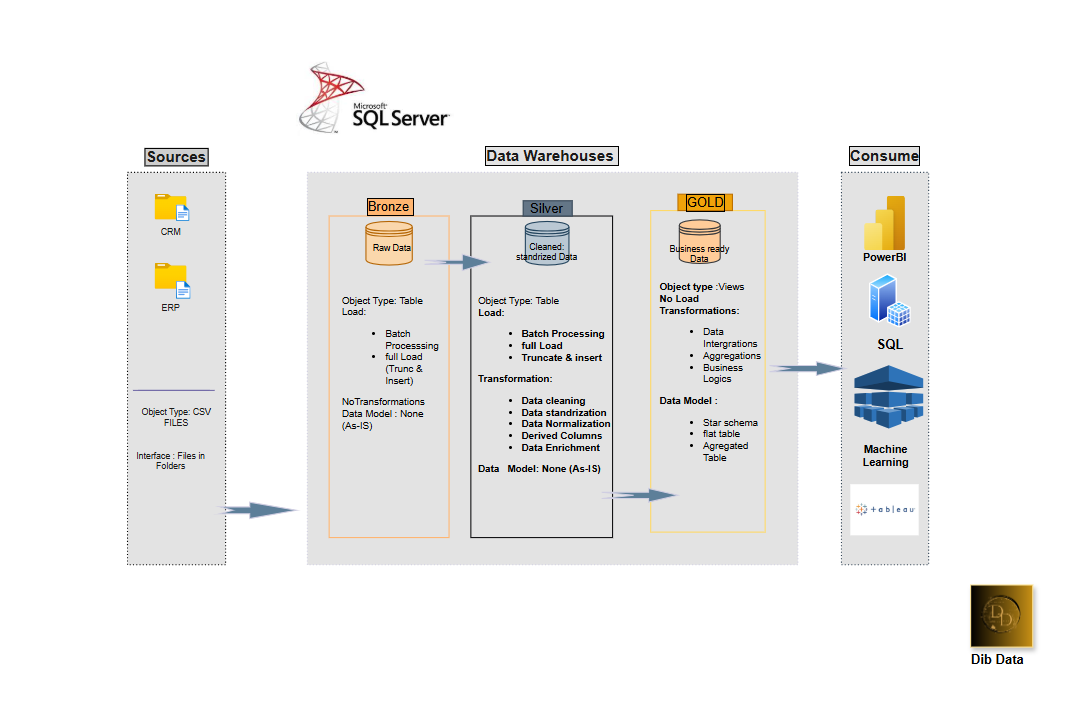 Microsoft
SQL Server
Sources
CRM
ERP
Object Type: CSV
FILES
Interface : Files in
Folders
Data Warehouses
Bronze
Raw Data
Object Type: Table
Load:
• Batch
Processsing
• full Load
(Trunc &
Insert)
NoTransformations
Data Model : None
(As-IS)
Silver
Cleaned:
standrized Data
Object Type: Table
Load:
• Batch Processing
• full Load
• Truncate & insert
Transformation:
• Data cleaning
• Data standrization
• Data Normalization
• Derived Columns
• Data Enrichment
Data Model: None (As-IS)
GOLD
Business ready
Data
Object type :Views
No Load
Transformations:
• Data
Intergrations
• Aggregations
• Business
Logics
Data Model :
• Star schema
• flat table
• Agregated
Table
Consume
PowerBI
SQL
Machine
Learning
+ableau
DD
Dib Data